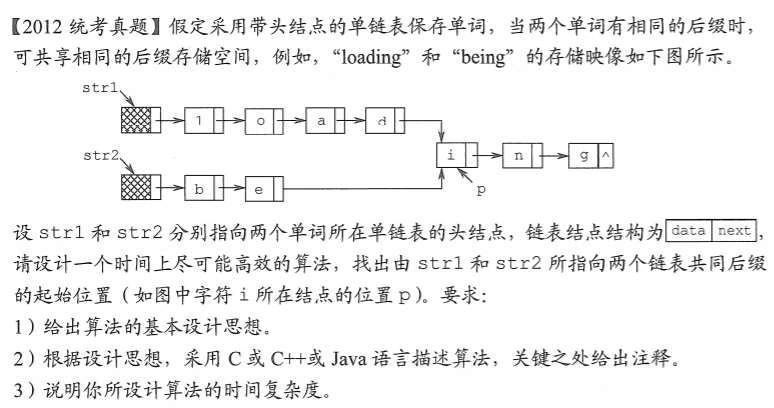 【2012 统考真题】假定采用带头结点的单链表保存单词，当两个单词有相同的后缀时，
可共享相同的后缀存储空间，例如，“loading”和“being”的存储映像如下图所示。
str1
l o a d
i n g ∧
str2
b e
p
设 str1 和 str2 分别指向两个单词所在单链表的头结点，链表结点结构为 data next ，
请设计一个时间上尽可能高效的算法，找出由 str1 和 str2 所指向两个链表共同后缀
的起始位置（如图中字符 i 所在结点的位置 p）。要求：
1）给出算法的基本设计思想。
2）根据设计思想，采用 C 或 C++或 Java 语言描述算法，关键之处给出注释。
3）说明你所设计算法的时间复杂度。